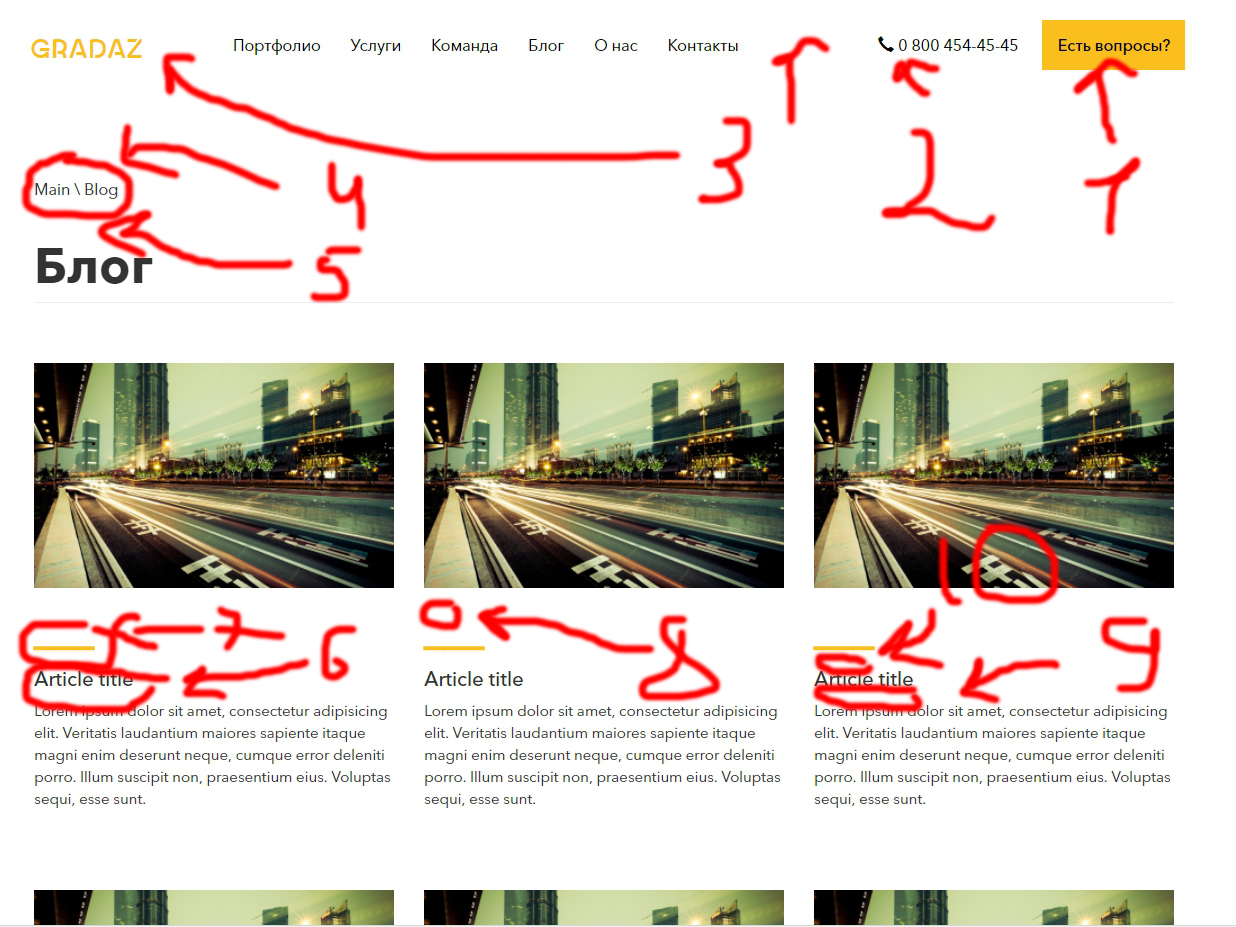 GRADAZ Портфолио Услуги Команда Блог О нас Контакты 0 800 454-45-45 Есть вопросы?
3 2 1
4
Main \ Blog
5
Блог
10
7 6 8 9
Article title Article title Article title
Lorem ipsum dolor sit amet, consectetur adipisicing Lorem ipsum dolor sit amet, consectetur adipisicing Lorem ipsum dolor sit amet, consectetur adipisicing
elit. Veritatis laudantium maiores sapiente itaque elit. Veritatis laudantium maiores sapiente itaque elit. Veritatis laudantium maiores sapiente itaque
magni enim deserunt neque, cumque error deleniti magni enim deserunt neque, cumque error deleniti magni enim deserunt neque, cumque error deleniti
porro. Illum suscipit non, praesentium eius. Voluptas porro. Illum suscipit non, praesentium eius. Voluptas porro. Illum suscipit non, praesentium eius. Voluptas
sequi, esse sunt. sequi, esse sunt. sequi, esse sunt.